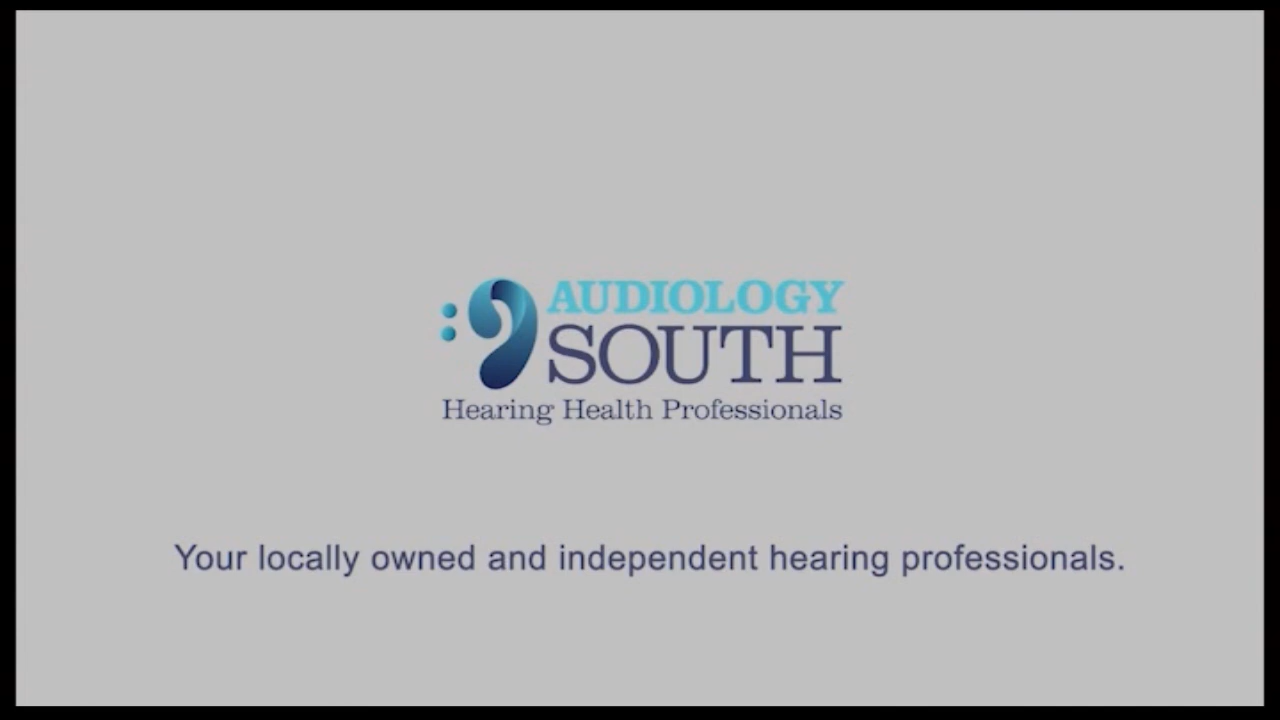 AUDIOLOGY
SOUTH
Hearing Health Professionals
Your locally owned and independent hearing professionals.